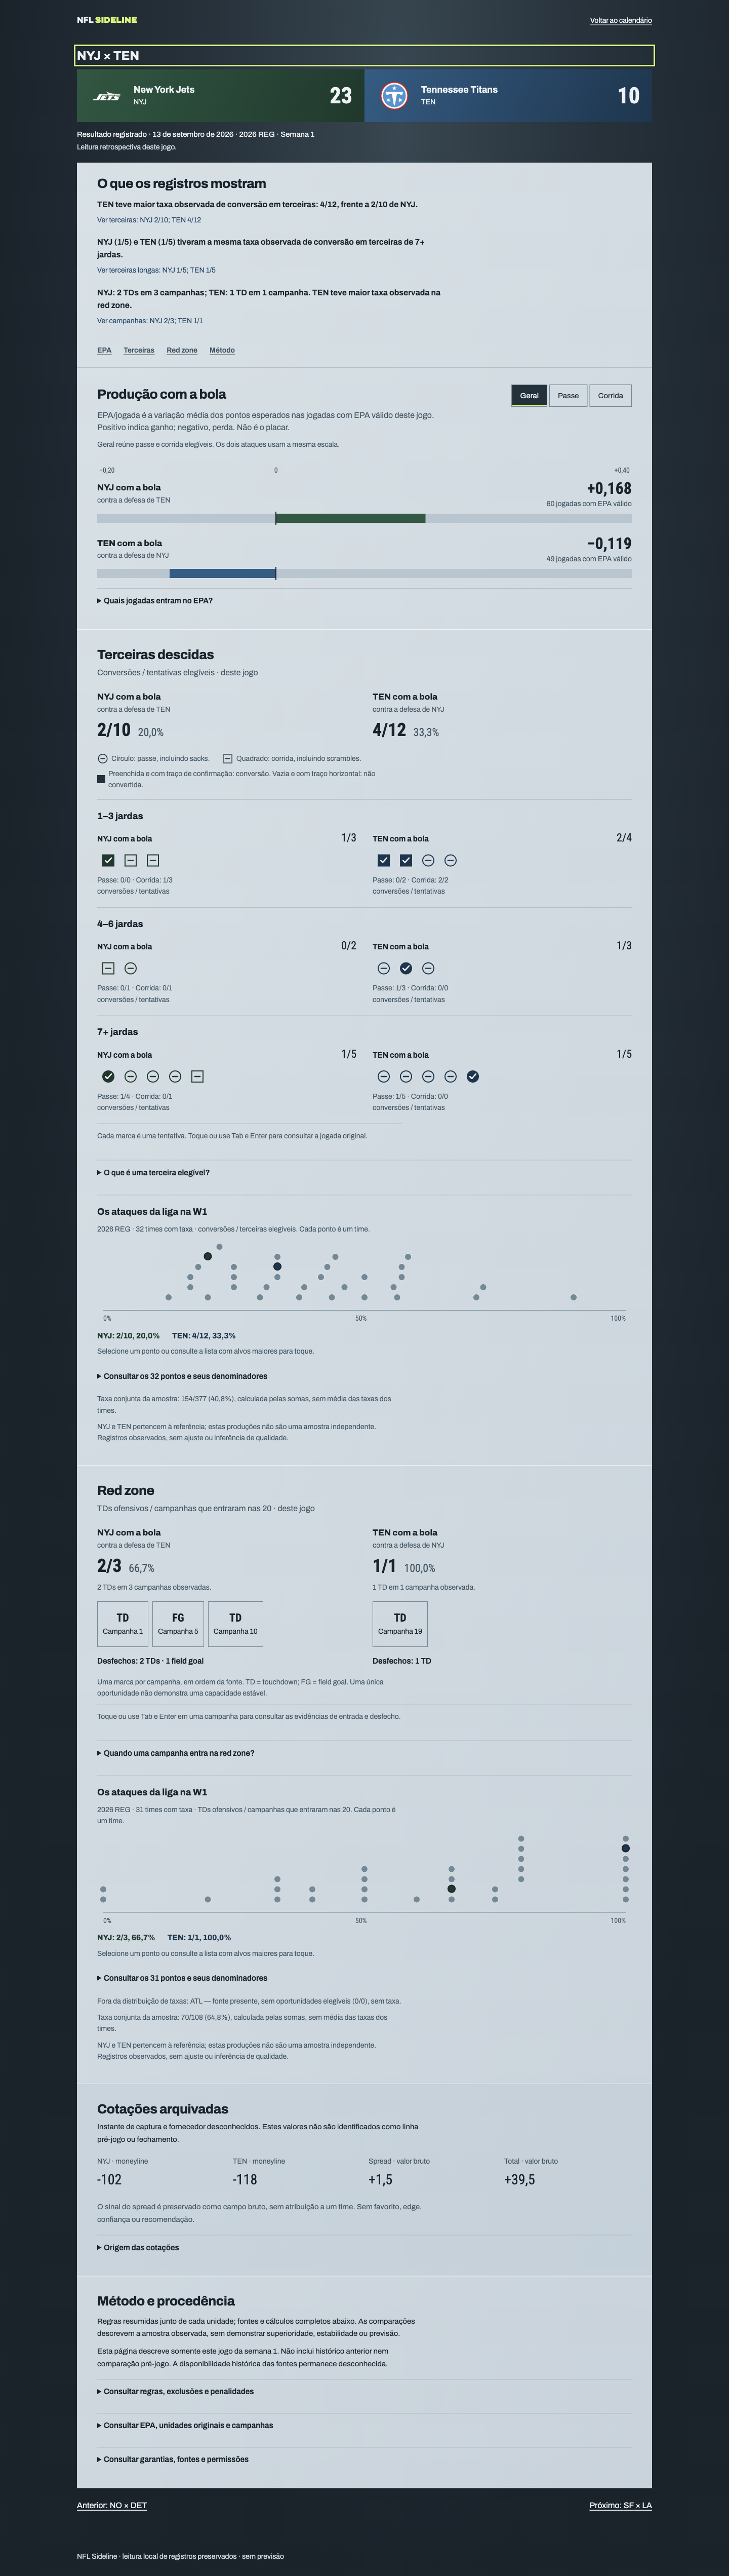 NFL SIDELINE
Voltar ao calendário
NYJ × TEN
JETS
New York Jets
NYJ
23
Tennessee Titans
TEN
10
Resultado registrado · 13 de setembro de 2026 · 2026 REG · Semana 1
Leitura retrospectiva deste jogo.
O que os registros mostram
TEN teve maior taxa observada de conversão em terceiras: 4/12, frente a 2/10 de NYJ.
Ver terceiras: NYJ 2/10; TEN 4/12
NYJ (1/5) e TEN (1/5) tiveram a mesma taxa observada de conversão em terceiras de 7+
jardas.
Ver terceiras longas: NYJ 1/5; TEN 1/5
NYJ: 2 TDs em 3 campanhas; TEN: 1 TD em 1 campanha. TEN teve maior taxa observada na
red zone.
Ver campanhas: NYJ 2/3; TEN 1/1
EPA Terceiras Red zone Método
Produção com a bola
Geral Passe Corrida
EPA/jogada é a variação média dos pontos esperados nas jogadas com EPA válido deste jogo.
Positivo indica ganho; negativo, perda. Não é o placar.
Geral reúne passe e corrida elegíveis. Os dois ataques usam a mesma escala.
−0,20 0 +0,40
NYJ com a bola
contra a defesa de TEN
+0,168
60 jogadas com EPA válido
TEN com a bola
contra a defesa de NYJ
−0,119
49 jogadas com EPA válido
▶ Quais jogadas entram no EPA?
Terceiras descidas
Conversões / tentativas elegíveis · deste jogo
NYJ com a bola
contra a defesa de TEN
2/10 20,0%
TEN com a bola
contra a defesa de NYJ
4/12 33,3%
Círculo: passe, incluindo sacks. Quadrado: corrida, incluindo scrambles.
Preenchida e com traço de confirmação: conversão. Vazia e com traço horizontal: não
convertida.
1–3 jardas
NYJ com a bola 1/3
Passe: 0/0 · Corrida: 1/3
conversões / tentativas
TEN com a bola 2/4
Passe: 0/2 · Corrida: 2/2
conversões / tentativas
4–6 jardas
NYJ com a bola 0/2
Passe: 0/1 · Corrida: 0/1
conversões / tentativas
TEN com a bola 1/3
Passe: 1/3 · Corrida: 0/0
conversões / tentativas
7+ jardas
NYJ com a bola 1/5
Passe: 1/4 · Corrida: 0/1
conversões / tentativas
TEN com a bola 1/5
Passe: 1/5 · Corrida: 0/0
conversões / tentativas
Cada marca é uma tentativa. Toque ou use Tab e Enter para consultar a jogada original.
▶ O que é uma terceira elegível?
Os ataques da liga na W1
2026 REG · 32 times com taxa · conversões / terceiras elegíveis. Cada ponto é um time.
0% 50% 100%
NYJ: 2/10, 20,0% TEN: 4/12, 33,3%
Selecione um ponto ou consulte a lista com alvos maiores para toque.
▶ Consultar os 32 pontos e seus denominadores
Taxa conjunta da amostra: 154/377 (40,8%), calculada pelas somas, sem média das taxas dos
times.
NYJ e TEN pertencem à referência; estas produções não são uma amostra independente.
Registros observados, sem ajuste ou inferência de qualidade.
Red zone
TDs ofensivos / campanhas que entraram nas 20 · deste jogo
NYJ com a bola
contra a defesa de TEN
2/3 66,7%
2 TDs em 3 campanhas observadas.
TD
Campanha 1
FG
Campanha 5
TD
Campanha 10
Desfechos: 2 TDs · 1 field goal
TEN com a bola
contra a defesa de NYJ
1/1 100,0%
1 TD em 1 campanha observada.
TD
Campanha 19
Desfechos: 1 TD
Uma marca por campanha, em ordem da fonte. TD = touchdown; FG = field goal. Uma única
oportunidade não demonstra uma capacidade estável.
Toque ou use Tab e Enter em uma campanha para consultar as evidências de entrada e desfecho.
▶ Quando uma campanha entra na red zone?
Os ataques da liga na W1
2026 REG · 31 times com taxa · TDs ofensivos / campanhas que entraram nas 20. Cada ponto é
um time.
0% 50% 100%
NYJ: 2/3, 66,7% TEN: 1/1, 100,0%
Selecione um ponto ou consulte a lista com alvos maiores para toque.
▶ Consultar os 31 pontos e seus denominadores
Fora da distribuição de taxas: ATL — fonte presente, sem oportunidades elegíveis (0/0), sem taxa.
Taxa conjunta da amostra: 70/108 (64,8%), calculada pelas somas, sem média das taxas dos
times.
NYJ e TEN pertencem à referência; estas produções não são uma amostra independente.
Registros observados, sem ajuste ou inferência de qualidade.
Cotações arquivadas
Instante de captura e fornecedor desconhecidos. Estes valores não são identificados como linha
pré-jogo ou fechamento.
NYJ · moneyline TEN · moneyline Spread · valor bruto Total · valor bruto
-102 -118 +1,5 +39,5
O sinal do spread é preservado como campo bruto, sem atribuição a um time. Sem favorito, edge,
confiança ou recomendação.
▶ Origem das cotações
Método e procedência
Regras resumidas junto de cada unidade; fontes e cálculos completos abaixo. As comparações
descrevem a amostra observada, sem demonstrar superioridade, estabilidade ou previsão.
Esta página descreve somente este jogo da semana 1. Não inclui histórico anterior nem
comparação pré-jogo. A disponibilidade histórica das fontes permanece desconhecida.
▶ Consultar regras, exclusões e penalidades
▶ Consultar EPA, unidades originais e campanhas
▶ Consultar garantias, fontes e permissões
Anterior: NO × DET
Próximo: SF × LA
NFL Sideline · leitura local de registros preservados · sem previsão